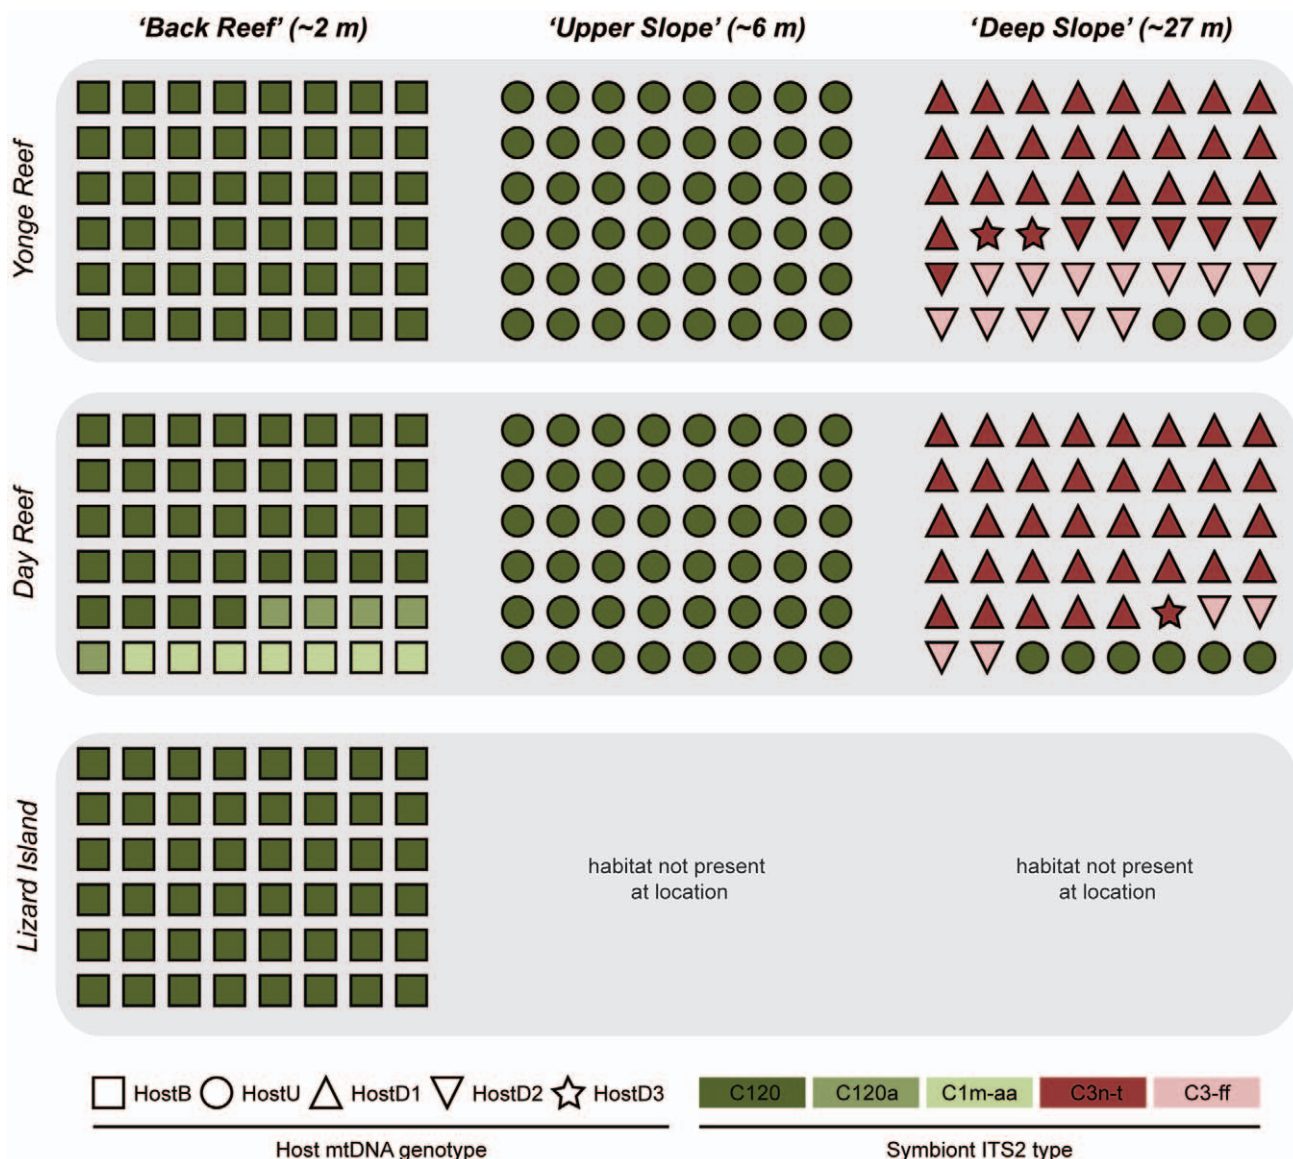 'Back Reef' (~2 m) 'Upper Slope' (~6 m) 'Deep Slope' (~27 m)
Yonge Reef
Day Reef
Lizard Island
habitat not present
at location
habitat not present
at location
HostB HostU HostD1 HostD2 HostD3
Host mtDNA genotype
C120 C120a C1m-aa C3n-t C3-ff
Symbiont ITS2 type